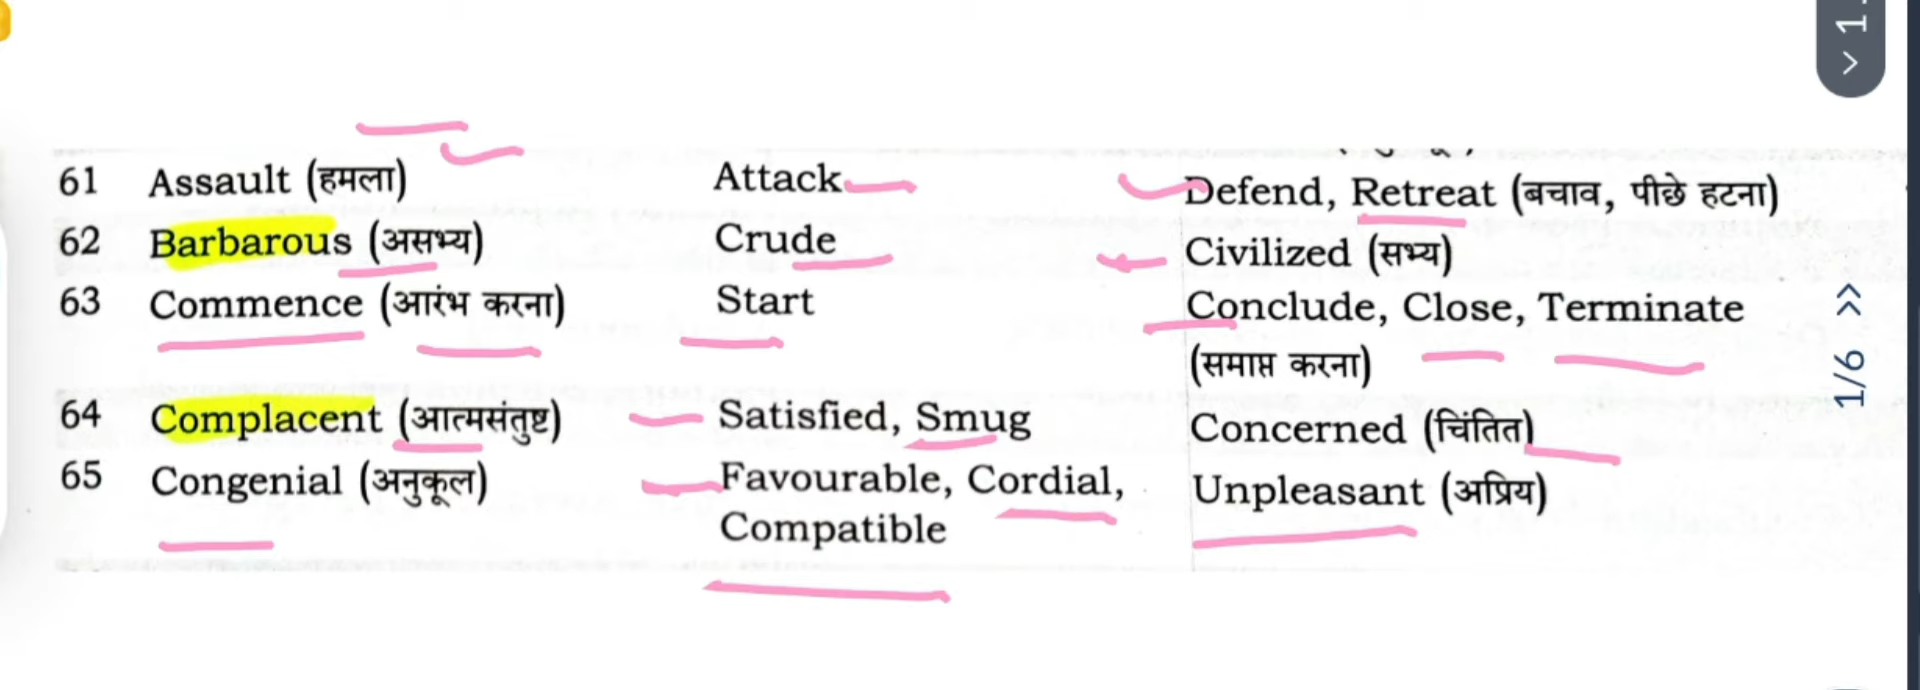 61 Assault (हमला) Attack Defend, Retreat (बचाव, पीछे हटना)
62 Barbarous (असभ्य) Crude Civilized (सभ्य)
63 Commence (आरंभ करना) Start Conclude, Close, Terminate
(समाप्त करना)
64 Complacent (आत्मसंतुष्ट) Satisfied, Smug Concerned (चिंतित)
65 Congenial (अनुकूल) Favourable, Cordial, Unpleasant (अप्रिय)
Compatible
1/6 >>